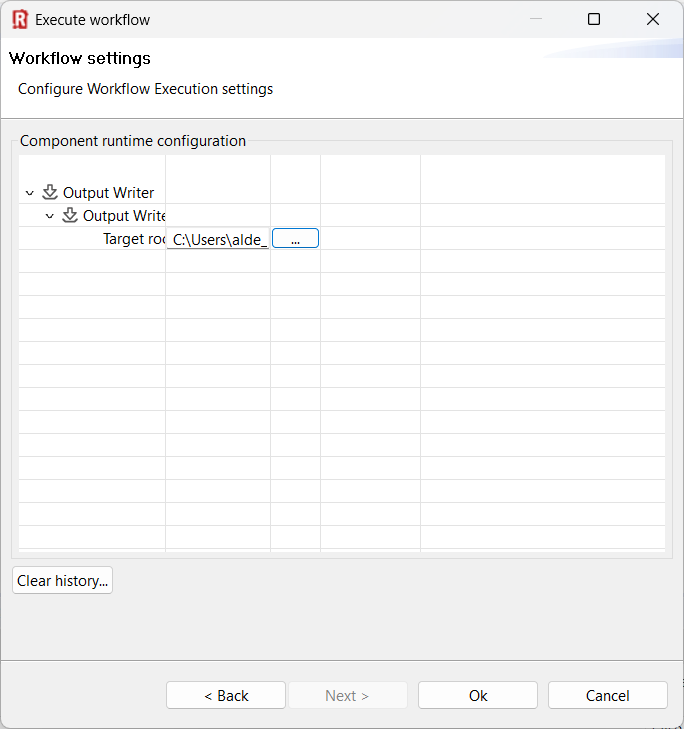 Execute workflow
Workflow settings
Configure Workflow Execution settings
Component runtime configuration
Output Writer
Output Write
Target roo
C:\Users\alde_
...
Clear history...
< Back
Next >
Ok
Cancel